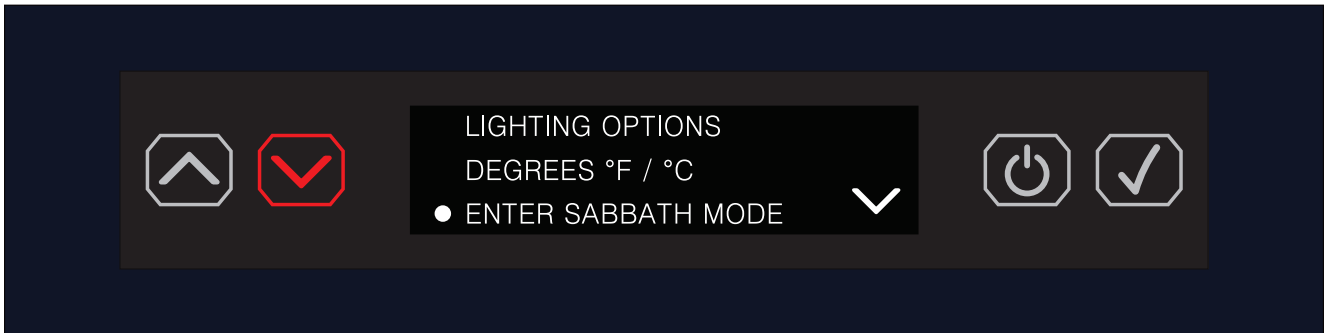 LIGHTING OPTIONS
DEGREES °F / °C
ENTER SABBATH MODE